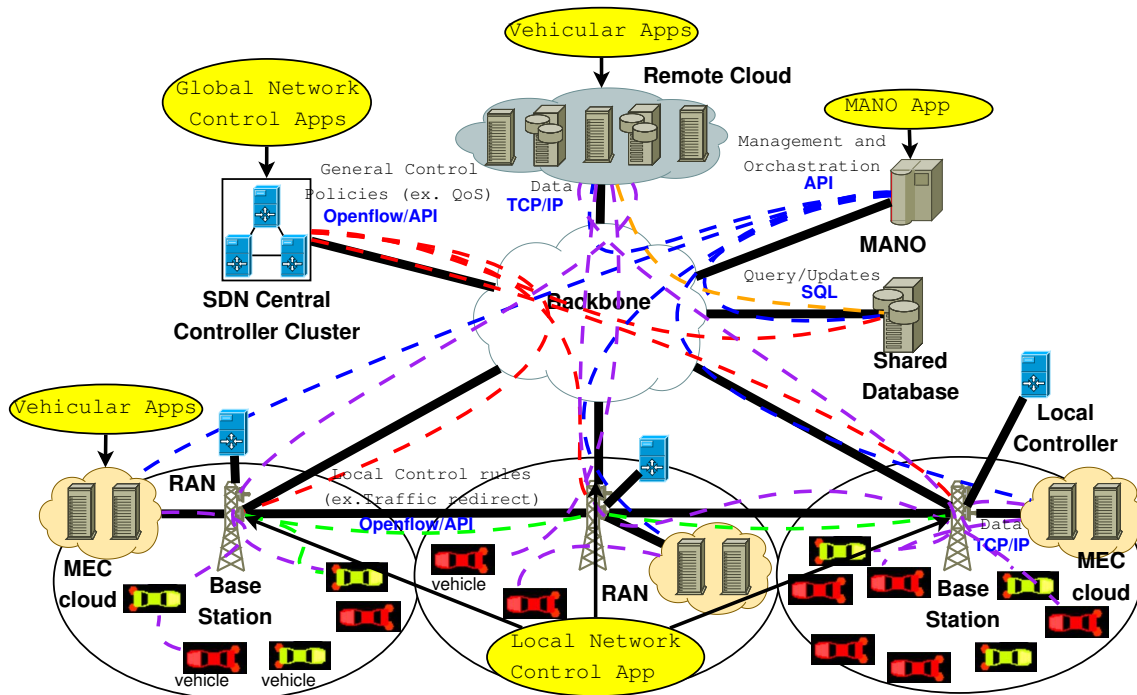 Vehicular Apps
Remote Cloud
Global Network
Control Apps
MANO App
General Control
Policies (ex. QoS)
Openflow/API
Data
TCP/IP
Management and
Orchastration
API
MANO
SDN Central
Controller Cluster
Backbone
Query/Updates
SQL
Shared
Database
Vehicular Apps
Local
Controller
RAN
Local Control rules
(ex.Traffic redirect)
Openflow/API
Data
TCP/IP
MEC
cloud
Base
Station
vehicle
RAN
Base
Station
MEC
cloud
Local Network
Control App
vehicle
vehicle